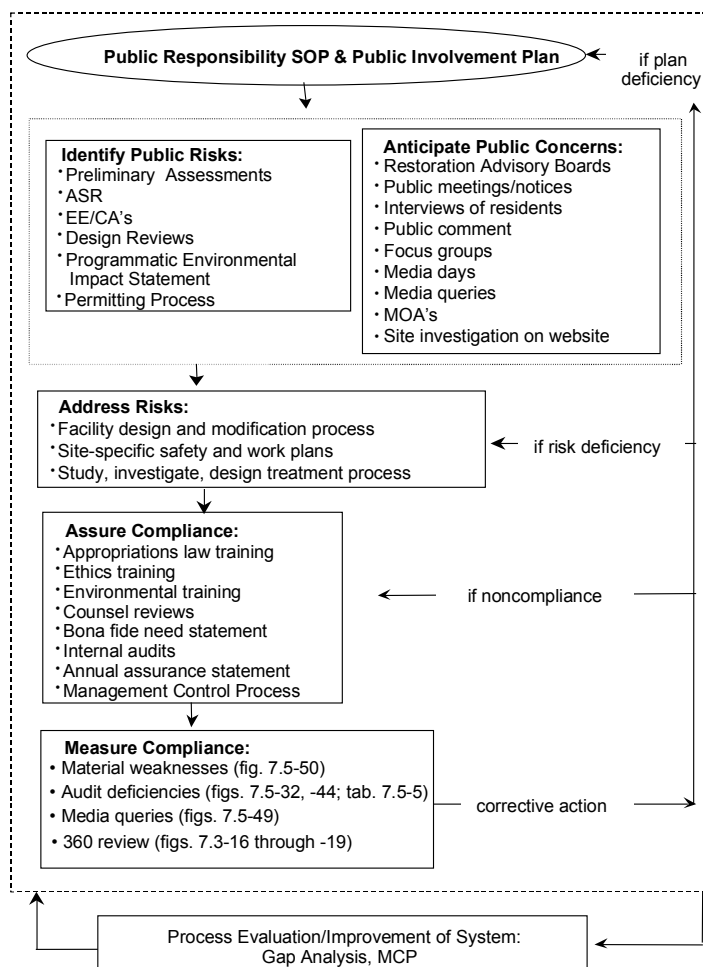 Public Responsibility SOP & Public Involvement Plan
if plan
deficiency
Identify Public Risks:
• Preliminary Assessments
• ASR
• EE/CA's
• Design Reviews
• Programmatic Environmental
Impact Statement
• Permitting Process
Anticipate Public Concerns:
• Restoration Advisory Boards
• Public meetings/notices
• Interviews of residents
• Public comment
• Focus groups
• Media days
• Media queries
• MOA's
• Site investigation on website
Address Risks:
• Facility design and modification process
• Site-specific safety and work plans
• Study, investigate, design treatment process
if risk deficiency
Assure Compliance:
• Appropriations law training
• Ethics training
• Environmental training
• Counsel reviews
• Bona fide need statement
• Internal audits
• Annual assurance statement
• Management Control Process
if noncompliance
Measure Compliance:
• Material weaknesses (fig. 7.5-50)
• Audit deficiencies (figs. 7.5-32, -44; tab. 7.5-5)
• Media queries (figs. 7.5-49)
• 360 review (figs. 7.3-16 through -19)
corrective action
Process Evaluation/Improvement of System:
Gap Analysis, MCP